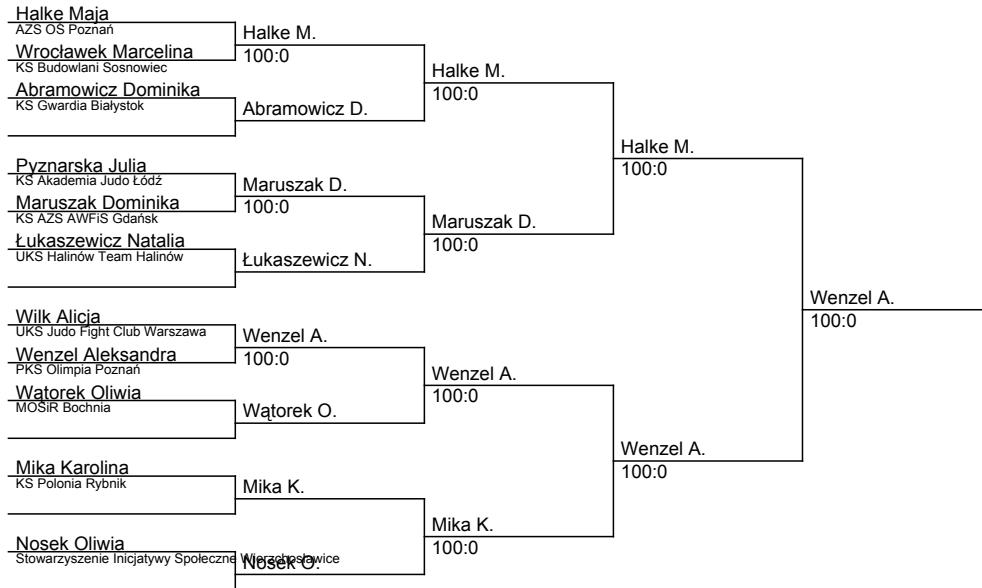 Halke Maja
AZS OŚ Poznań
Halke M.
100:0
Wrocławek Marcelina
KS Budowlani Sosnowiec
Halke M.
100:0
Abramowicz Dominika
KS Gwardia Białystok
Abramowicz D.
Halke M.
100:0
Pyznarska Julia
KS Akademia Judo Łódź
Maruszak D.
100:0
Maruszak Dominika
KS AZS AWFiS Gdańsk
Maruszak D.
100:0
Łukaszewicz Natalia
UKS Halinów Team Halinów
Łukaszewicz N.
Wenzel A.
100:0
Wilk Alicja
UKS Judo Fight Club Warszawa
Wenzel A.
100:0
Wenzel Aleksandra
PKS Olimpia Poznań
Wenzel A.
100:0
Wątorek Oliwia
MOSiR Bochnia
Wątorek O.
Wenzel A.
100:0
Mika Karolina
KS Polonia Rybnik
Mika K.
Mika K.
100:0
Nosek Oliwia
Stowarzyszenie Inicjatywy Społeczne Wierzchosławice
Nosek O.